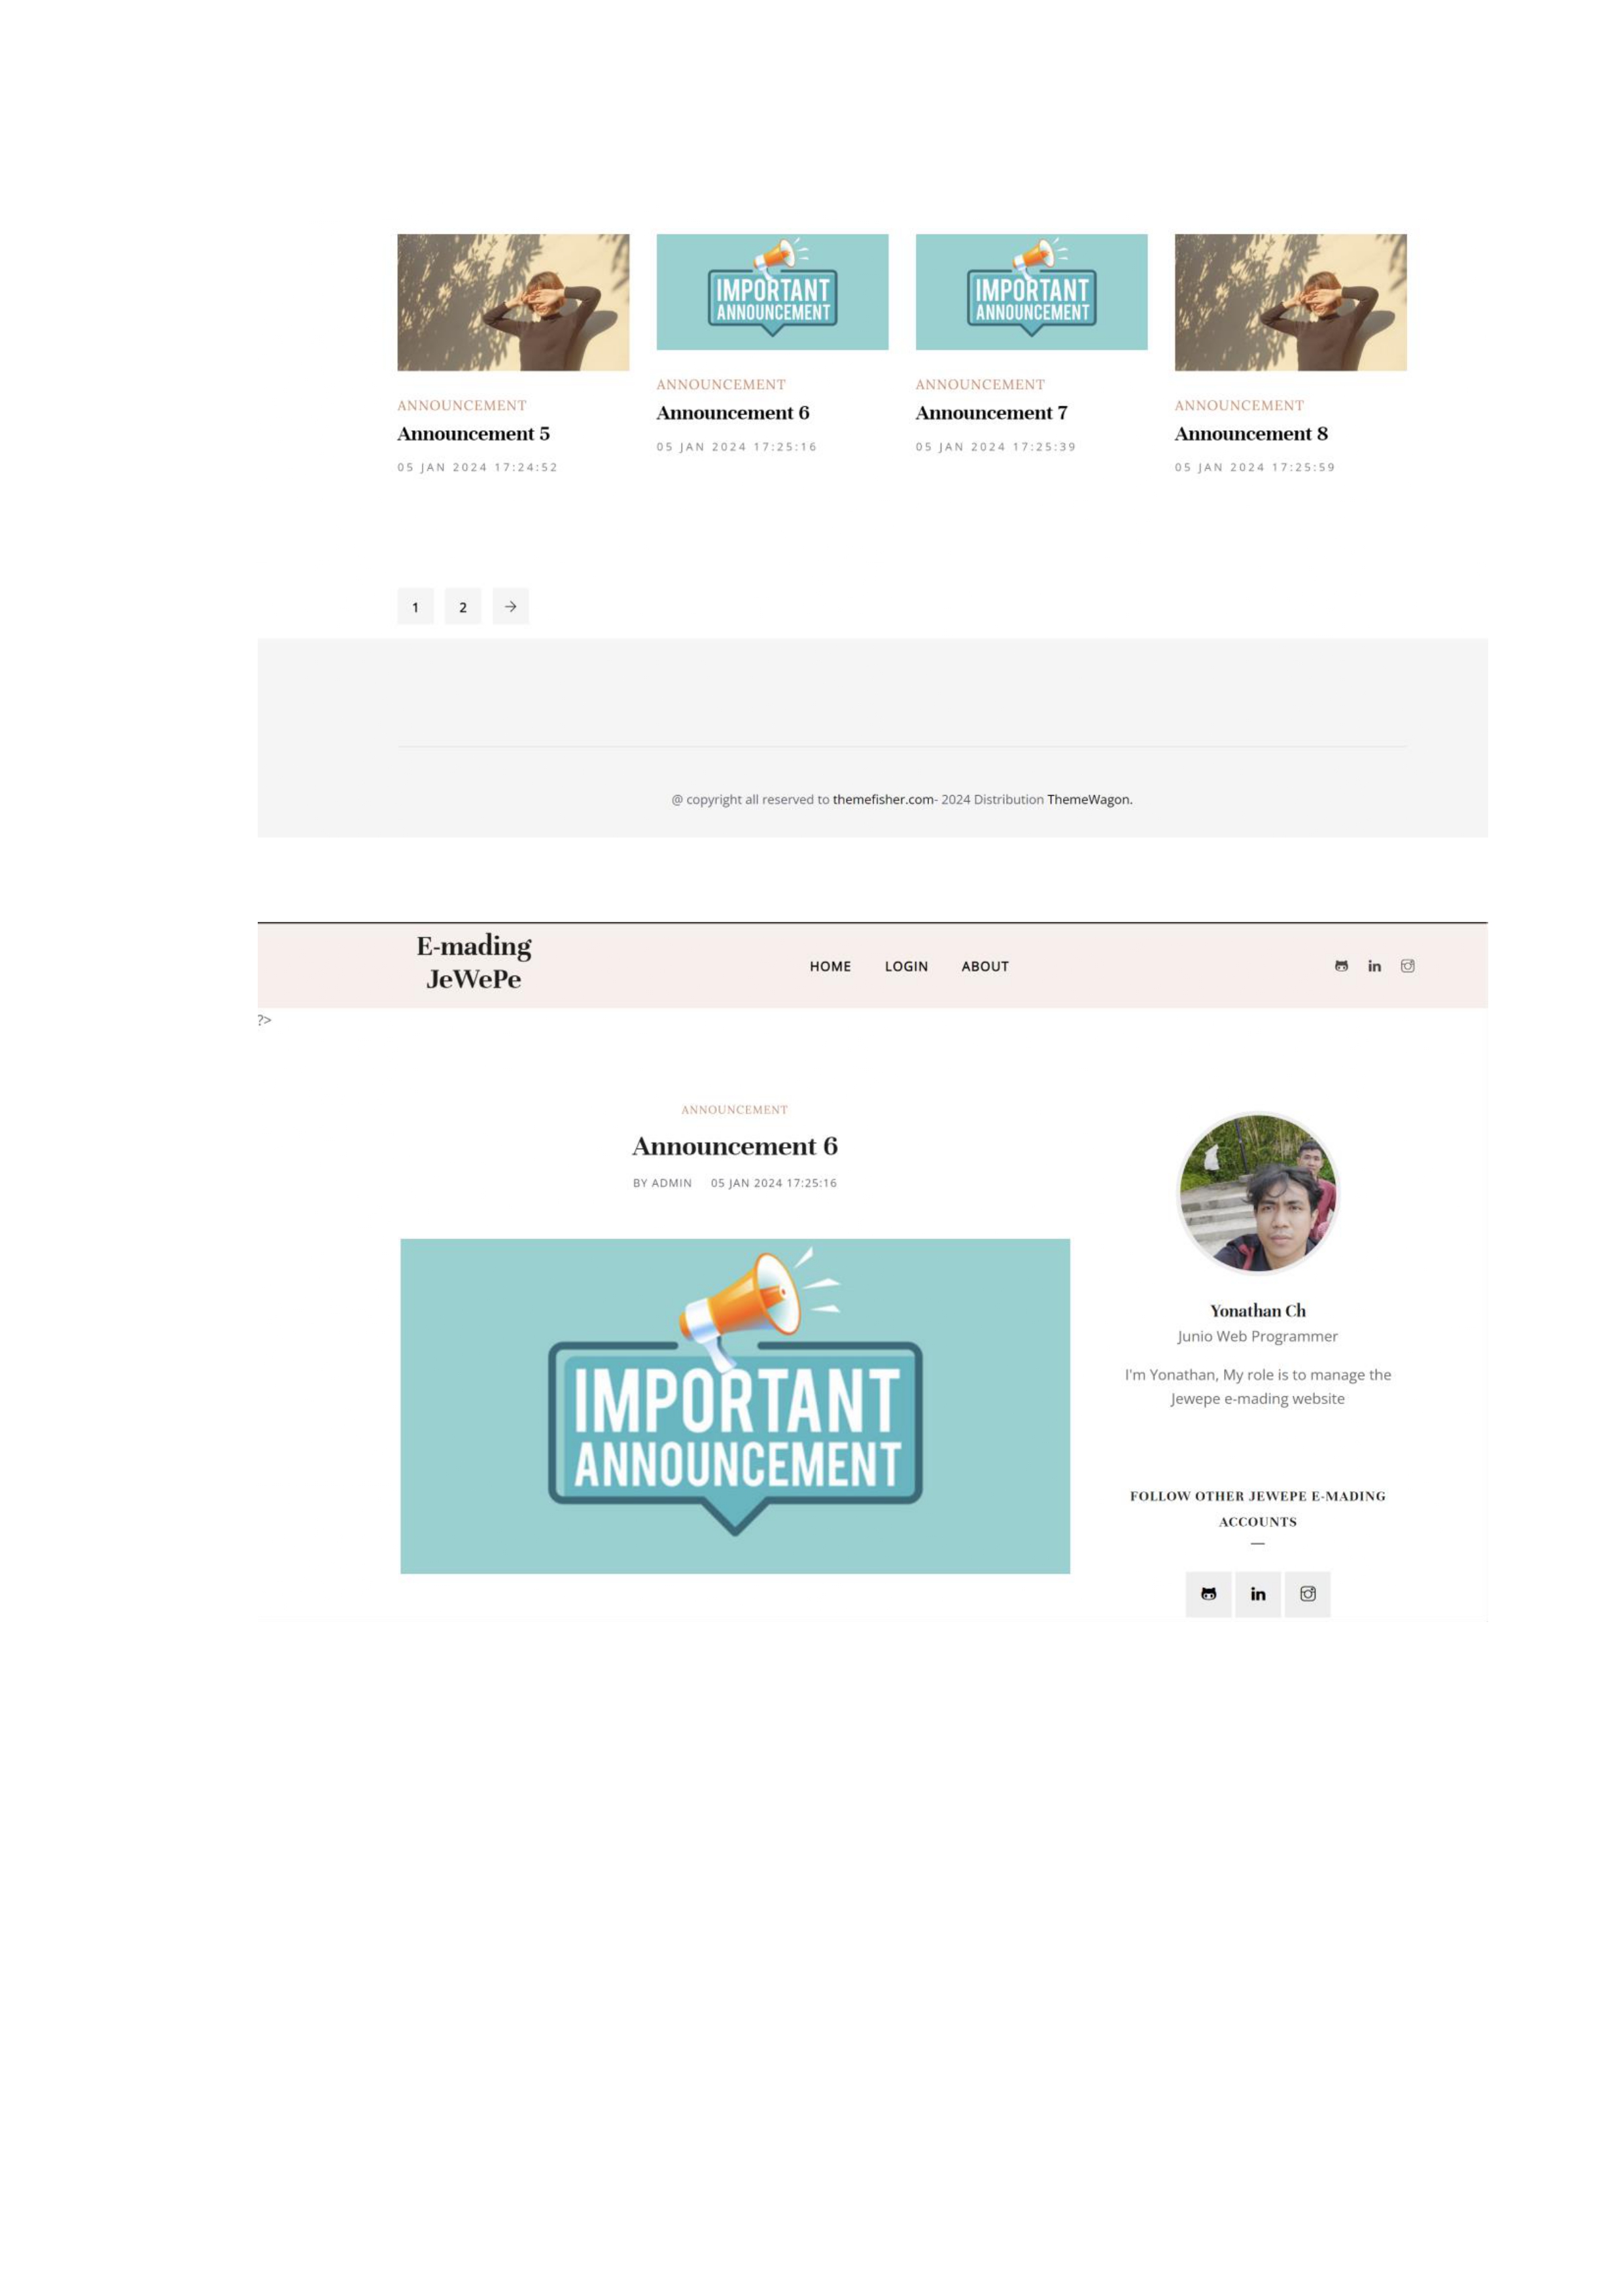 IMPORTANT
ANNOUNCEMENT
IMPORTANT
ANNOUNCEMENT
ANNOUNCEMENT
Announcement 5
05 JAN 2024 17:24:52
ANNOUNCEMENT
Announcement 6
05 JAN 2024 17:25:16
ANNOUNCEMENT
Announcement 7
05 JAN 2024 17:25:39
ANNOUNCEMENT
Announcement 8
05 JAN 2024 17:25:59
1 2 →
@ copyright all reserved to themefisher.com- 2024 Distribution ThemeWagon.
E-mading
JeWePe
HOME LOGIN ABOUT
in
?>
ANNOUNCEMENT
Announcement 6
BY ADMIN 05 JAN 2024 17:25:16
IMPORTANT
ANNOUNCEMENT
Yonathan Ch
Junio Web Programmer
I'm Yonathan, My role is to manage the
Jewepe e-mading website
FOLLOW OTHER JEWEPE E-MADING
ACCOUNTS
in